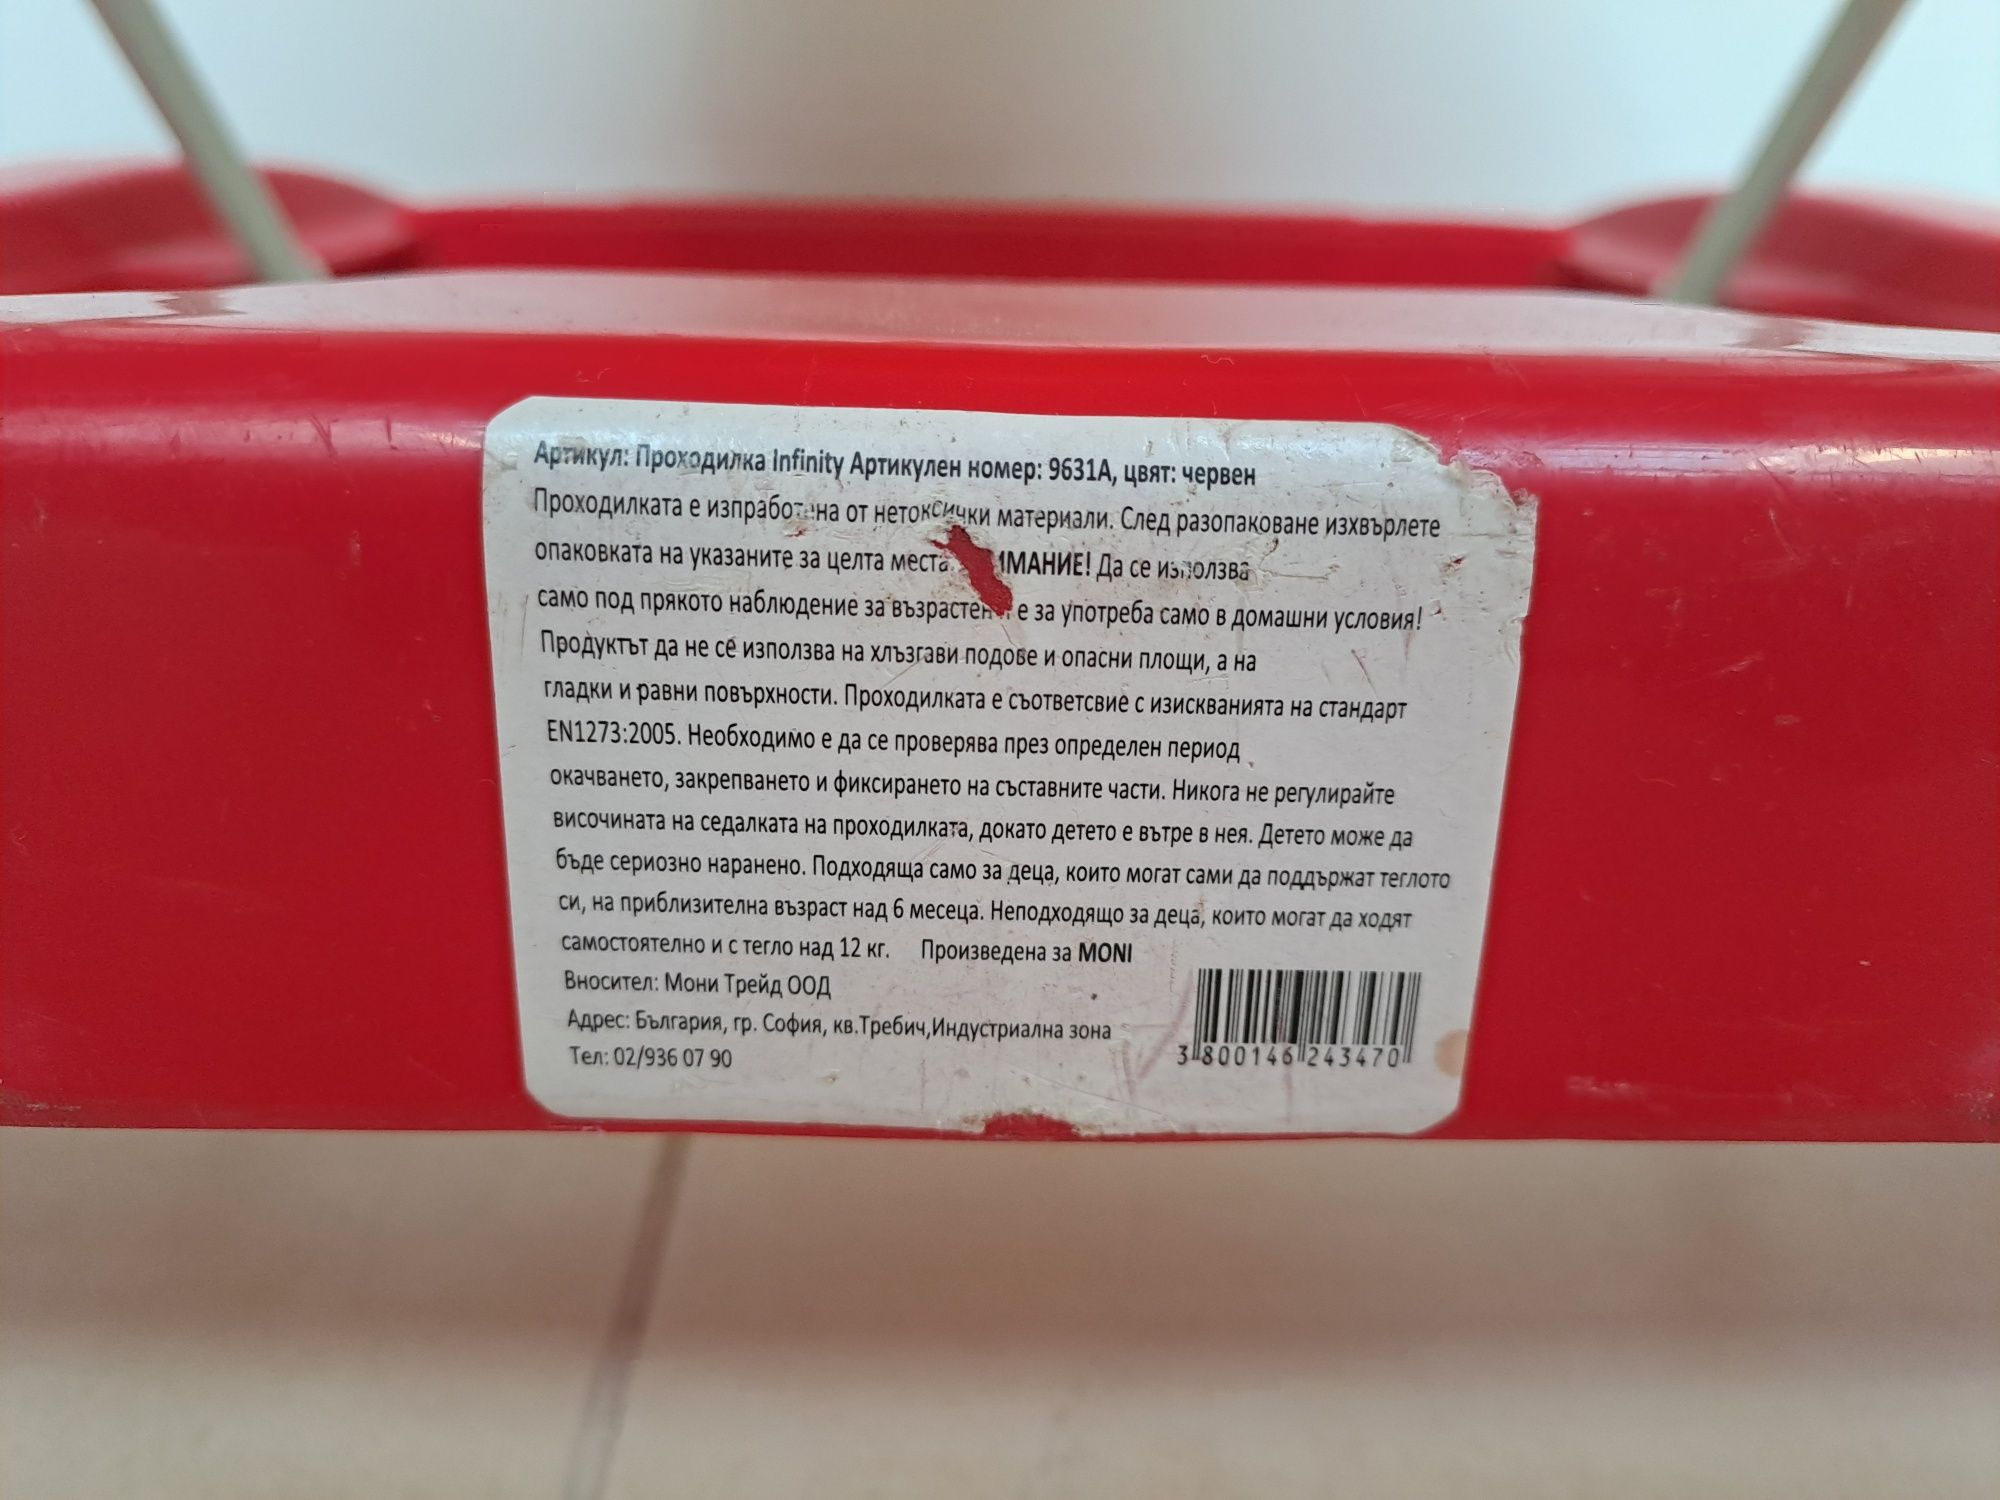 Артикул: Проходилка Infinity Артикулен номер: 9631A, цвят: червен
Проходилката е изработена от нетоксични материали. След разопаковане изхвърлете
опаковката на указаните за целта места. ИМАНИЕ! Да се използва
само под прякото наблюдение за възрастен е за употреба само в домашни условия!
Продуктът да не се използва на хлъзгави подове и опасни площи, а на
гладки и равни повърхности. Проходилката е съответсвие с изискванията на стандарт
EN1273:2005. Необходимо е да се проверява през определен период
окачването, закрепването и фиксирането на съставните части. Никога не регулирайте
височината на седалката на проходилката, докато детето е вътре в нея. Детето може да
бъде сериозно наранено. Подходяща само за деца, които могат сами да поддържат теглото
си, на приблизителна възраст над 6 месеца. Неподходящо за деца, които могат да ходят
самостоятелно и с тегло над 12 кг. Произведена за MONI
Вносител: Мони Трейд ООД
Адрес: България, гр. София, кв.Требич,Индустриална зона
Тел: 02/936 07 90
3 800146 243470